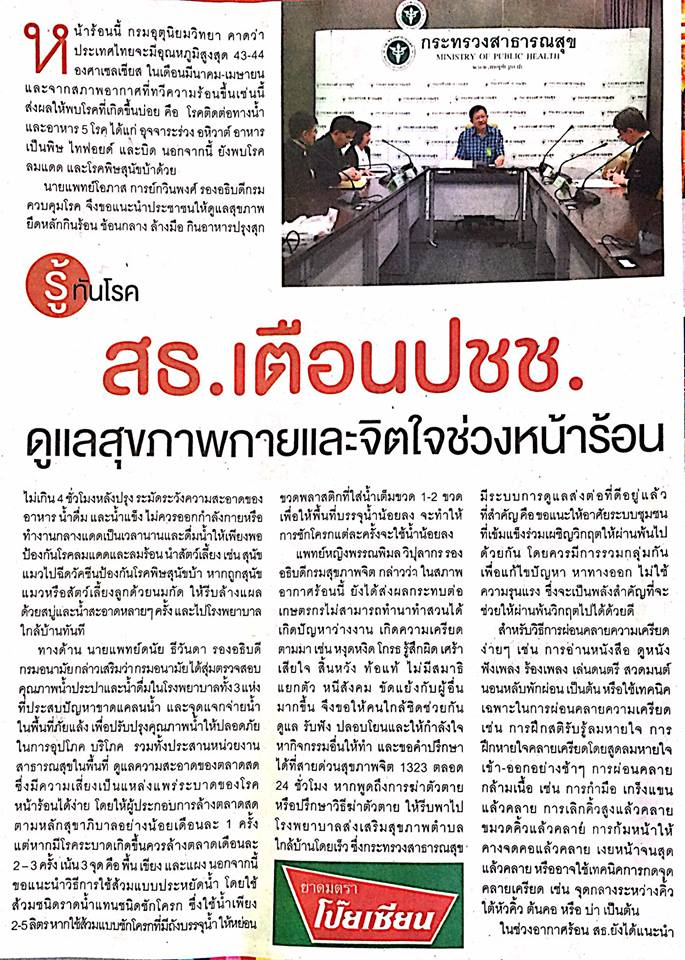 หน้าร้อนนี้ กรมอุตุนิยมวิทยา คาดว่า
ประเทศไทยจะมีอุณหภูมิสูงสุด 43-44
องศาเซลเซียส ในเดือนมีนาคม-เมษายน
และจากสภาพอากาศที่ทวีความร้อนขึ้นเช่นนี้
ส่งผลให้พบโรคที่เกิดขึ้นบ่อย คือ โรคติดต่อทางน้ำ
และอาหาร 5 โรค ได้แก่ อุจจาระร่วง อหิวาต์ อาหาร
เป็นพิษ ไทฟอยด์ และบิด นอกจากนี้ ยังพบโรค
ลมแดด และโรคพิษสุนัขบ้าด้วย
นายแพทย์โอภาส การย์กวินพงศ์ รองอธิบดีกรม
ควบคุมโรค จึงขอแนะนำประชาชนให้ดูแลสุขภาพ
ยึดหลักกินร้อน ช้อนกลาง ล้างมือ กินอาหารปรุงสุก
กระทรวงสาธารณสุข
MINISTRY OF PUBLIC HEALTH
รู้ทันโรค
สธ.เตือนปชช.
ดูแลสุขภาพกายและจิตใจช่วงหน้าร้อน
ไม่เกิน 4 ชั่วโมงหลังปรุง ระมัดระวังความสะอาดของ
อาหาร น้ำดื่ม และน้ำแข็ง ไม่ควรออกกำลังกายหรือ
ทำงานกลางแดดเป็นเวลานานและดื่มน้ำให้เพียงพอ
ป้องกันโรคลมแดดและลมร้อน นำสัตว์เลี้ยง เช่น สุนัข
แมวไปฉีดวัคซีนป้องกันโรคพิษสุนัขบ้า หากถูกสุนัข
แมวหรือสัตว์เลี้ยงลูกด้วยนมกัด ให้รีบล้างแผล
ด้วยสบู่และน้ำสะอาดหลายๆ ครั้ง และไปโรงพยาบาล
ใกล้บ้านทันที
ทางด้าน นายแพทย์ดนัย ธีวันดา รองอธิบดี
กรมอนามัย กล่าวเสริมว่า กรมอนามัย ได้สุ่มตรวจสอบ
คุณภาพน้ำประปาและน้ำดื่มในโรงพยาบาลทั้ง 3 แห่ง
ที่ประสบปัญหาขาดแคลนน้ำ และจุดแจกจ่ายน้ำ
ในพื้นที่ภัยแล้ง เพื่อปรับปรุงคุณภาพน้ำให้ปลอดภัย
ในการอุปโภค บริโภค รวมทั้งประสานหน่วยงาน
สาธารณสุขในพื้นที่ ดูแลความสะอาดของตลาดสด
ซึ่งมีความเสี่ยงเป็นแหล่งแพร่ระบาดของโรค
หน้าร้อนได้ง่าย โดยให้ผู้ประกอบการล้างตลาดสด
ตามหลักสุขาภิบาลอย่างน้อยเดือนละ 1 ครั้ง
แต่หากมีโรคระบาดเกิดขึ้นควรล้างตลาดเดือนละ
2 – 3 ครั้ง เน้น 3 จุด คือ พื้น เขียง และแผง นอกจากนี้
ขอแนะนำวิธีการใช้ส้วมแบบประหยัดน้ำ โดยใช้
ส้วมชนิดราดน้ำแทนชนิดชักโครก ซึ่งใช้น้ำเพียง
2-5 ลิตร หากใช้ส้วมแบบชักโครกที่มีถังบรรจุน้ำ ให้หย่อน
ขวดพลาสติกที่ใส่น้ำเต็มขวด 1-2 ขวด
เพื่อให้พื้นที่บรรจุน้ำน้อยลง จะทำให้
การชักโครกแต่ละครั้งจะใช้น้ำน้อยลง
แพทย์หญิงพรรณพิมล วิปุลากร รอง
อธิบดีกรมสุขภาพจิต กล่าวว่า ในสภาพ
อากาศร้อนนี้ ยังได้ส่งผลกระทบต่อ
เกษตรกรไม่สามารถทำนาทำสวนได้
เกิดปัญหาว่างงาน เกิดความเครียด
ตามมา เช่น หงุดหงิด โกรธ รู้สึกผิด เศร้า
เสียใจ สิ้นหวัง ท้อแท้ ไม่มีสมาธิ
แยกตัว หนีสังคม ขัดแย้งกับผู้อื่น
มากขึ้น จึงขอให้คนใกล้ชิดช่วยกัน
ดูแล รับฟัง ปลอบโยนและให้กำลังใจ
หากิจกรรมอื่นให้ทำ และขอคำปรึกษา
ได้ที่สายด่วนสุขภาพจิต 1323 ตลอด
24 ชั่วโมง หากพูดถึงการฆ่าตัวตาย
หรือปรึกษาวิธีฆ่าตัวตาย ให้รีบพาไป
โรงพยาบาลส่งเสริมสุขภาพตำบล
ใกล้บ้านโดยเร็ว ซึ่งกระทรวงสาธารณสุข
ยาดมตรา
โป๊ยเซียน
มีระบบการดูแลส่งต่อที่ดีอยู่แล้ว
ที่สำคัญ คือ ขอแนะให้อาศัยระบบชุมชน
ที่เข้มแข็งร่วมเผชิญวิกฤตให้ผ่านพ้นไป
ด้วยกัน โดยควรมีการรวมกลุ่มกัน
เพื่อแก้ไขปัญหา หาทางออก ไม่ใช้
ความรุนแรง ซึ่งจะเป็นพลังสำคัญที่จะ
ช่วยให้ผ่านพ้นวิกฤตไปได้ด้วยดี
สำหรับวิธีการผ่อนคลายความเครียด
ง่ายๆ เช่น การอ่านหนังสือ ดูหนัง
ฟังเพลง ร้องเพลง เล่นดนตรี สวดมนต์
นอนหลับพักผ่อน เป็นต้น หรือใช้เทคนิค
เฉพาะในการผ่อนคลายความเครียด
เช่น การฝึกสติรับรู้ลมหายใจ การ
ฝึกหายใจคลายเครียดโดยสูดลมหายใจ
เข้า-ออกอย่างช้าๆ การผ่อนคลาย
กล้ามเนื้อ เช่น การกำมือ เกร็งแขน
แล้วคลาย การเลิกคิ้วสูงแล้วคลาย
ขมวดคิ้วแล้วคลาย การก้มหน้าให้
คางจดคอแล้วคลาย เงยหน้าจนสุด
แล้วคลาย หรืออาจใช้เทคนิคการกดจุด
คลายเครียด เช่น จุดกลางระหว่างคิ้ว
ใต้หัวคิ้ว ต้นคอ หรือ บ่า เป็นต้น
ในช่วงอากาศร้อน สธ.ยังได้แนะนำ